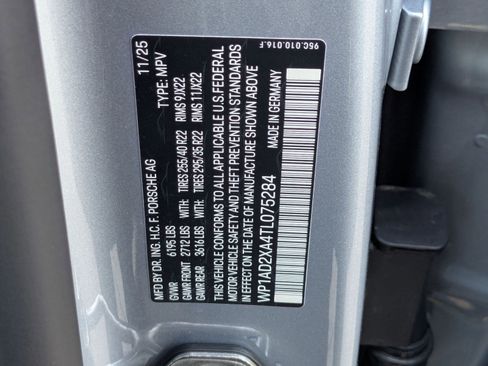 95C.010.016.F
11/25
MFD BY DR. ING. H.C. F. PORSCHE AG TYPE: MPV
GVWR 6195 LBS
GAWR FRONT 2712 LBS WITH: TIRES 255/40 R22 RIMS 9JX22
GAWR REAR 3616 LBS WITH: TIRES 295/35 R22 RIMS 11JX22
THIS VEHICLE CONFORMS TO ALL APPLICABLE U.S. FEDERAL
MOTOR VEHICLE SAFETY AND THEFT PREVENTION STANDARDS
IN EFFECT ON THE DATE OF MANUFACTURE SHOWN ABOVE
WP1AD2XA4TL075284 MADE IN GERMANY